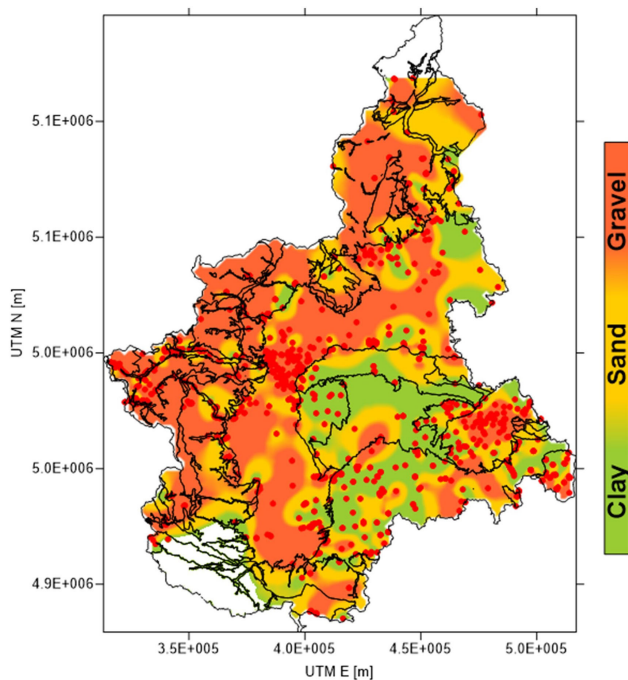 5.1E+006
5.1E+006
5.0E+006
5.0E+006
4.9E+006
UTM N [m]
3.5E+005
4.0E+005
4.5E+005
5.0E+005
UTM E [m]
Gravel
Sand
Clay